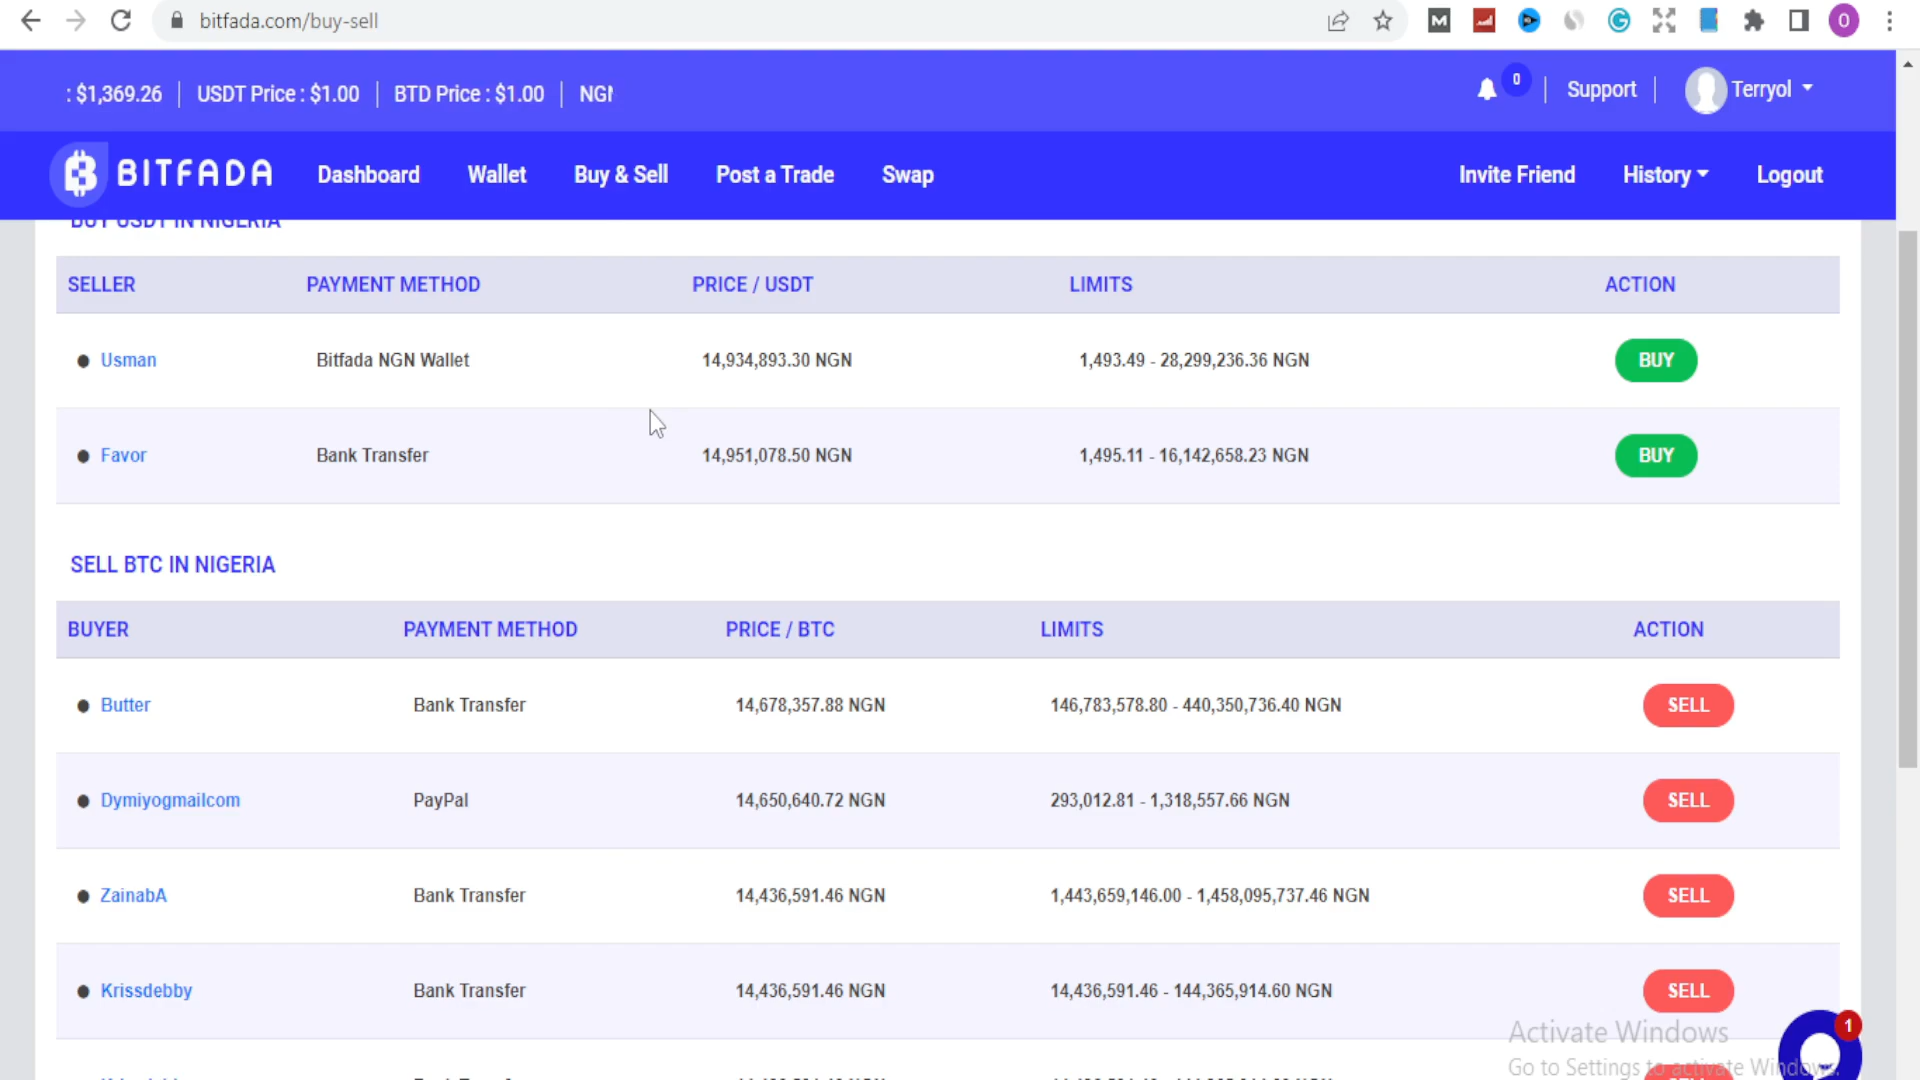 bitfada.com/buy-sell
O
: $1,369.26 | USDT Price : $1.00 | BTD Price : $1.00 | NGN
0 | Support | Terryol
BITFADA Dashboard Wallet Buy & Sell Post a Trade Swap Invite Friend History Logout
BUY USDT IN NIGERIA
SELLER PAYMENT METHOD PRICE / USDT LIMITS ACTION
Usman Bitfada NGN Wallet 14,934,893.30 NGN 1,493.49 - 28,299,236.36 NGN BUY
Favor Bank Transfer 14,951,078.50 NGN 1,495.11 - 16,142,658.23 NGN BUY
SELL BTC IN NIGERIA
BUYER PAYMENT METHOD PRICE / BTC LIMITS ACTION
Butter Bank Transfer 14,678,357.88 NGN 146,783,578.80 - 440,350,736.40 NGN SELL
Dymiyogmailcom PayPal 14,650,640.72 NGN 293,012.81 - 1,318,557.66 NGN SELL
ZainabA Bank Transfer 14,436,591.46 NGN 1,443,659,146.00 - 1,458,095,737.46 NGN SELL
Krissdebby Bank Transfer 14,436,591.46 NGN 14,436,591.46 - 144,365,914.60 NGN SELL
1
Activate Windows
Go to Settings to activate Windows.